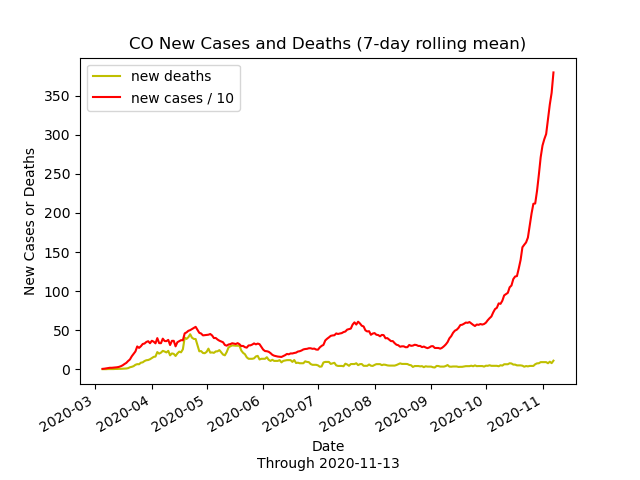 CO New Cases and Deaths (7-day rolling mean)
new deaths
new cases / 10
350
300
250
200
150
100
50
0
New Cases or Deaths
2020-03
2020-04
2020-05
2020-06
2020-07
2020-08
2020-09
2020-10
2020-11
Date
Through 2020-11-13